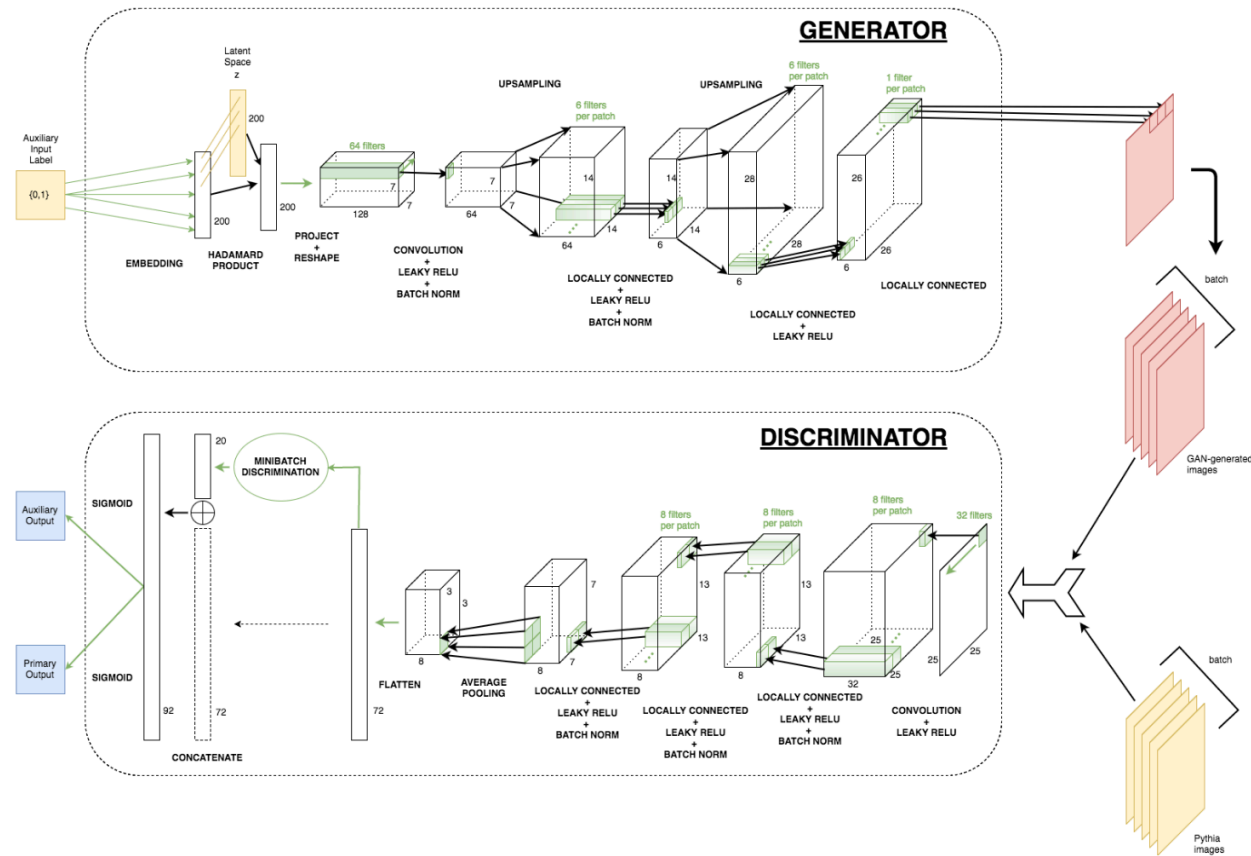 GENERATOR
Latent
Space
z
200
Auxiliary
Input
Label
{0,1}
200
EMBEDDING
200
HADAMARD
PRODUCT
64 filters
7
7
128
PROJECT
+
RESHAPE
7
7
64
CONVOLUTION
+
LEAKY RELU
+
BATCH NORM
UPSAMPLING
6 filters
per patch
14
14
64
LOCALLY CONNECTED
+
LEAKY RELU
+
BATCH NORM
14
14
6
UPSAMPLING
6 filters
per patch
28
28
6
LOCALLY CONNECTED
+
LEAKY RELU
1 filter
per patch
26
26
6
LOCALLY CONNECTED
batch
GAN-generated
images
DISCRIMINATOR
Auxiliary
Output
Primary
Output
SIGMOID
SIGMOID
92
20
72
CONCATENATE
MINIBATCH
DISCRIMINATION
72
FLATTEN
3
3
8
AVERAGE
POOLING
7
7
8
LOCALLY CONNECTED
+
LEAKY RELU
+
BATCH NORM
8 filters
per patch
13
13
8
LOCALLY CONNECTED
+
LEAKY RELU
+
BATCH NORM
8 filters
per patch
13
13
8
LOCALLY CONNECTED
+
LEAKY RELU
+
BATCH NORM
8 filters
per patch
25
25
32
32 filters
25
25
CONVOLUTION
+
LEAKY RELU
batch
Pythia
images